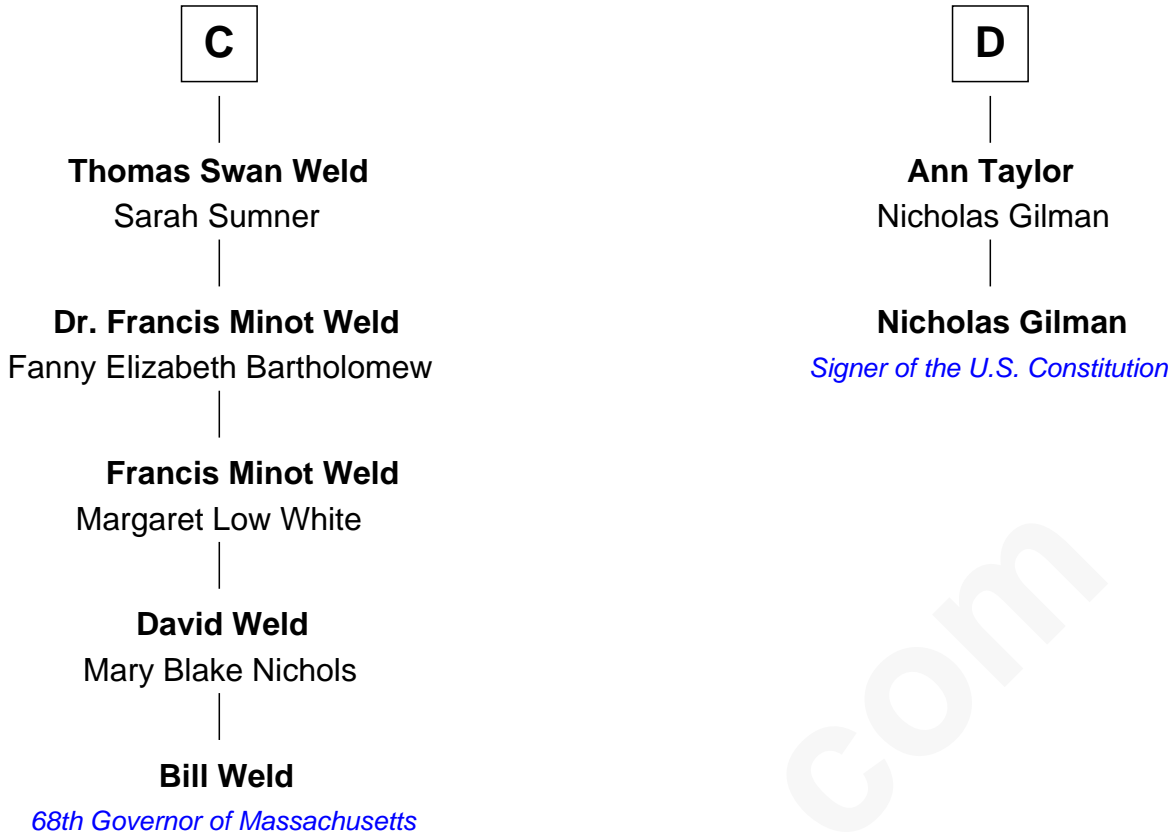 C
Thomas Swan Weld
Sarah Sumner
Dr. Francis Minot Weld
Fanny Elizabeth Bartholomew
Francis Minot Weld
Margaret Low White
David Weld
Mary Blake Nichols
Bill Weld
68th Governor of Massachusetts
D
Ann Taylor
Nicholas Gilman
Nicholas Gilman
Signer of the U.S. Constitution
com